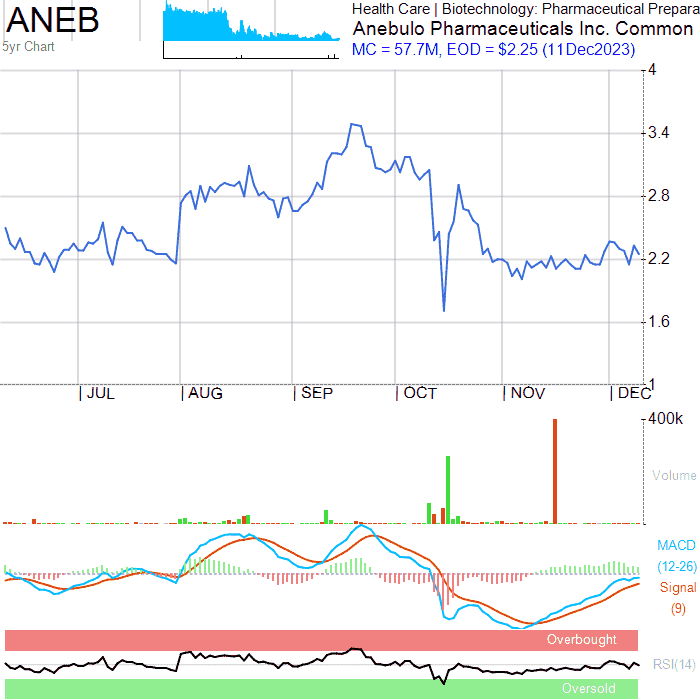 ANEB
5yr Chart
Health Care | Biotechnology: Pharmaceutical Prepara
Anebulo Pharmaceuticals Inc. Common
MC = 57.7M, EOD = $2.25 (11Dec2023)
4
3.4
2.8
2.2
1.6
1
| JUL | AUG | SEP | OCT | NOV | DEC
400k
Volume
MACD
(12-26)
Signal
(9)
Overbought
RSI(14)
Oversold